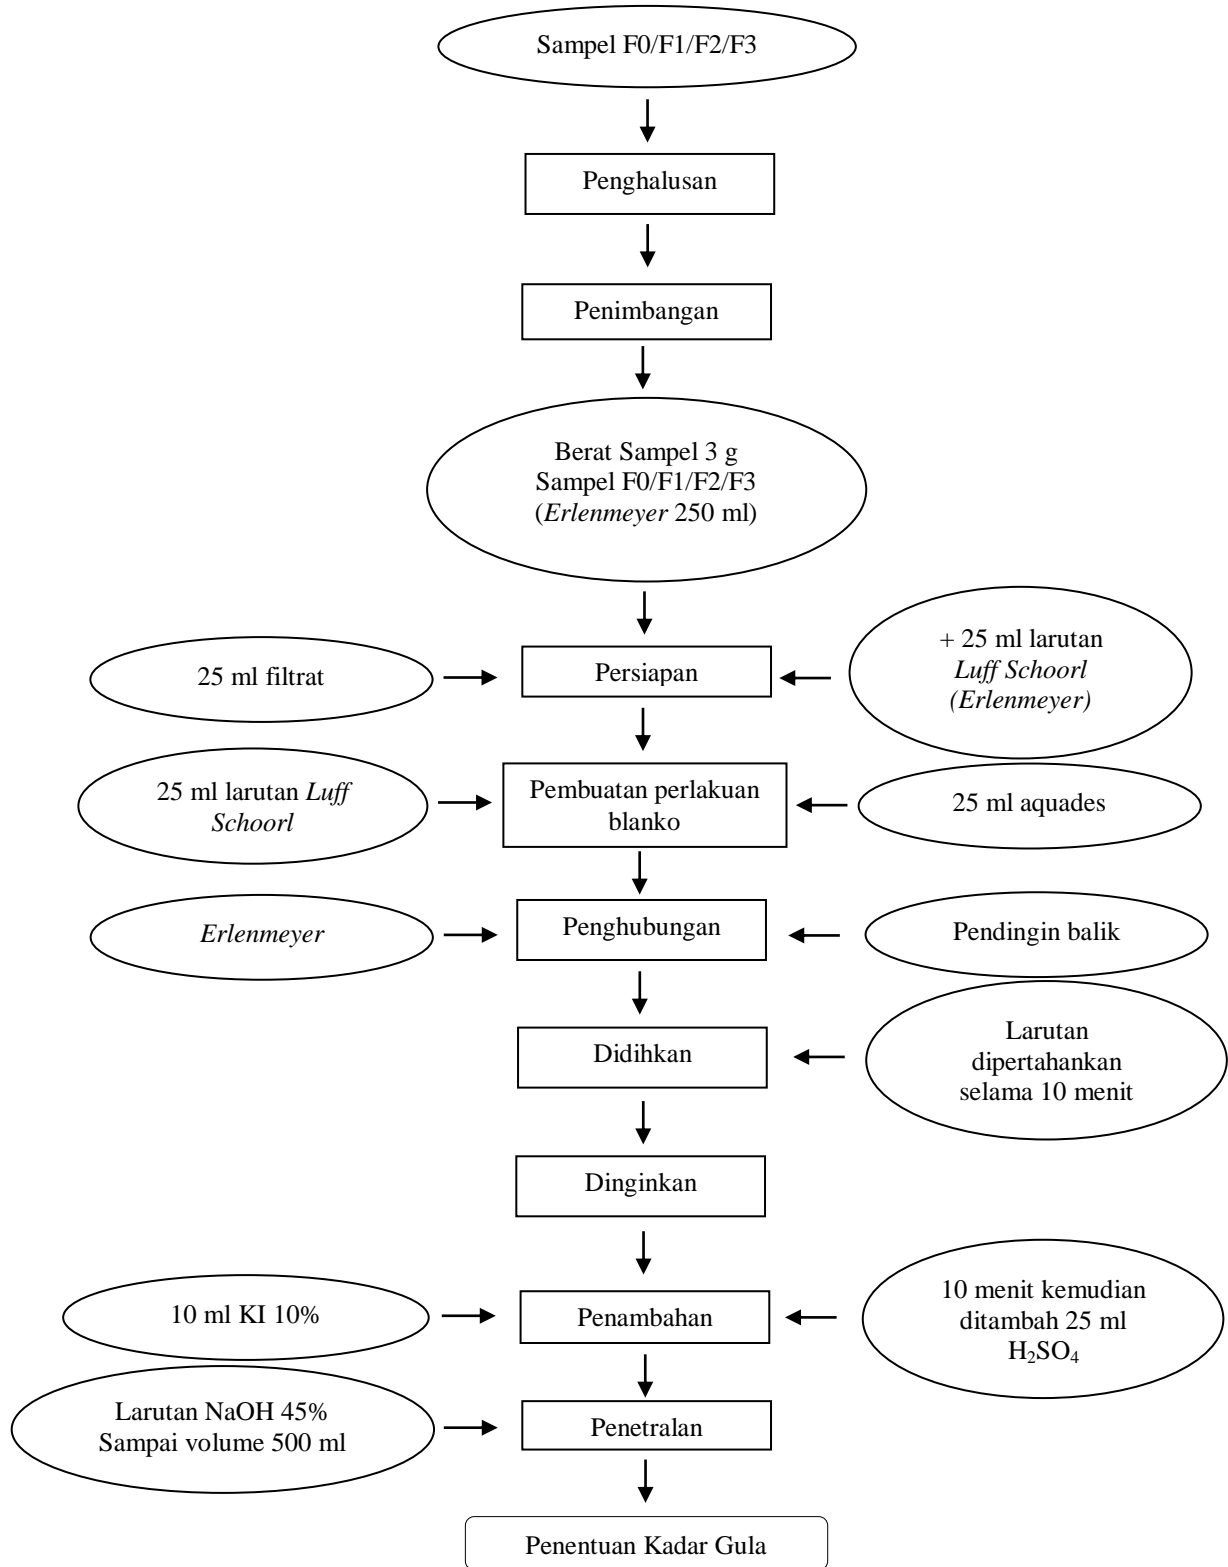 Sampel F0/F1/F2/F3
Penghalusan
Penimbangan
Berat Sampel 3 g
Sampel F0/F1/F2/F3
(Erlenmeyer 250 ml)
25 ml filtrat
Persiapan
+ 25 ml larutan
Luff Schoorl
(Erlenmeyer)
25 ml larutan Luff
Schoorl
Pembuatan perlakuan
blanko
25 ml aquades
Erlenmeyer
Penghubungan
Pendingin balik
Didihkan
Larutan
dipertahankan
selama 10 menit
Dinginkan
10 ml KI 10%
Penambahan
10 menit kemudian
ditambah 25 ml
H₂SO₄
Larutan NaOH 45%
Sampai volume 500 ml
Penetralan
Penentuan Kadar Gula